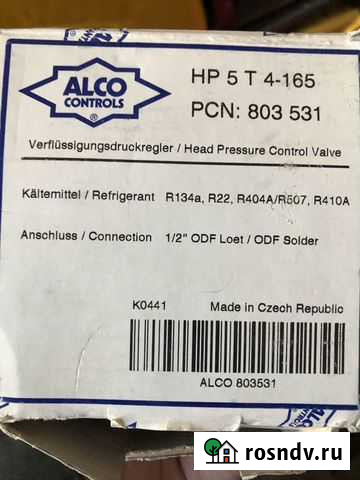 ALCO
CONTROLS
®
HP 5 T 4-165
PCN: 803 531
Verflüssigungsdruckregler / Head Pressure Control Valve
Kältemittel / Refrigerant R134a, R22, R404A/R507, R410A
Anschluss / Connection 1/2" ODF Loet / ODF Solder
K0441 Made in Czech Republic
ALCO 803531
ALCO
rosndv.ru